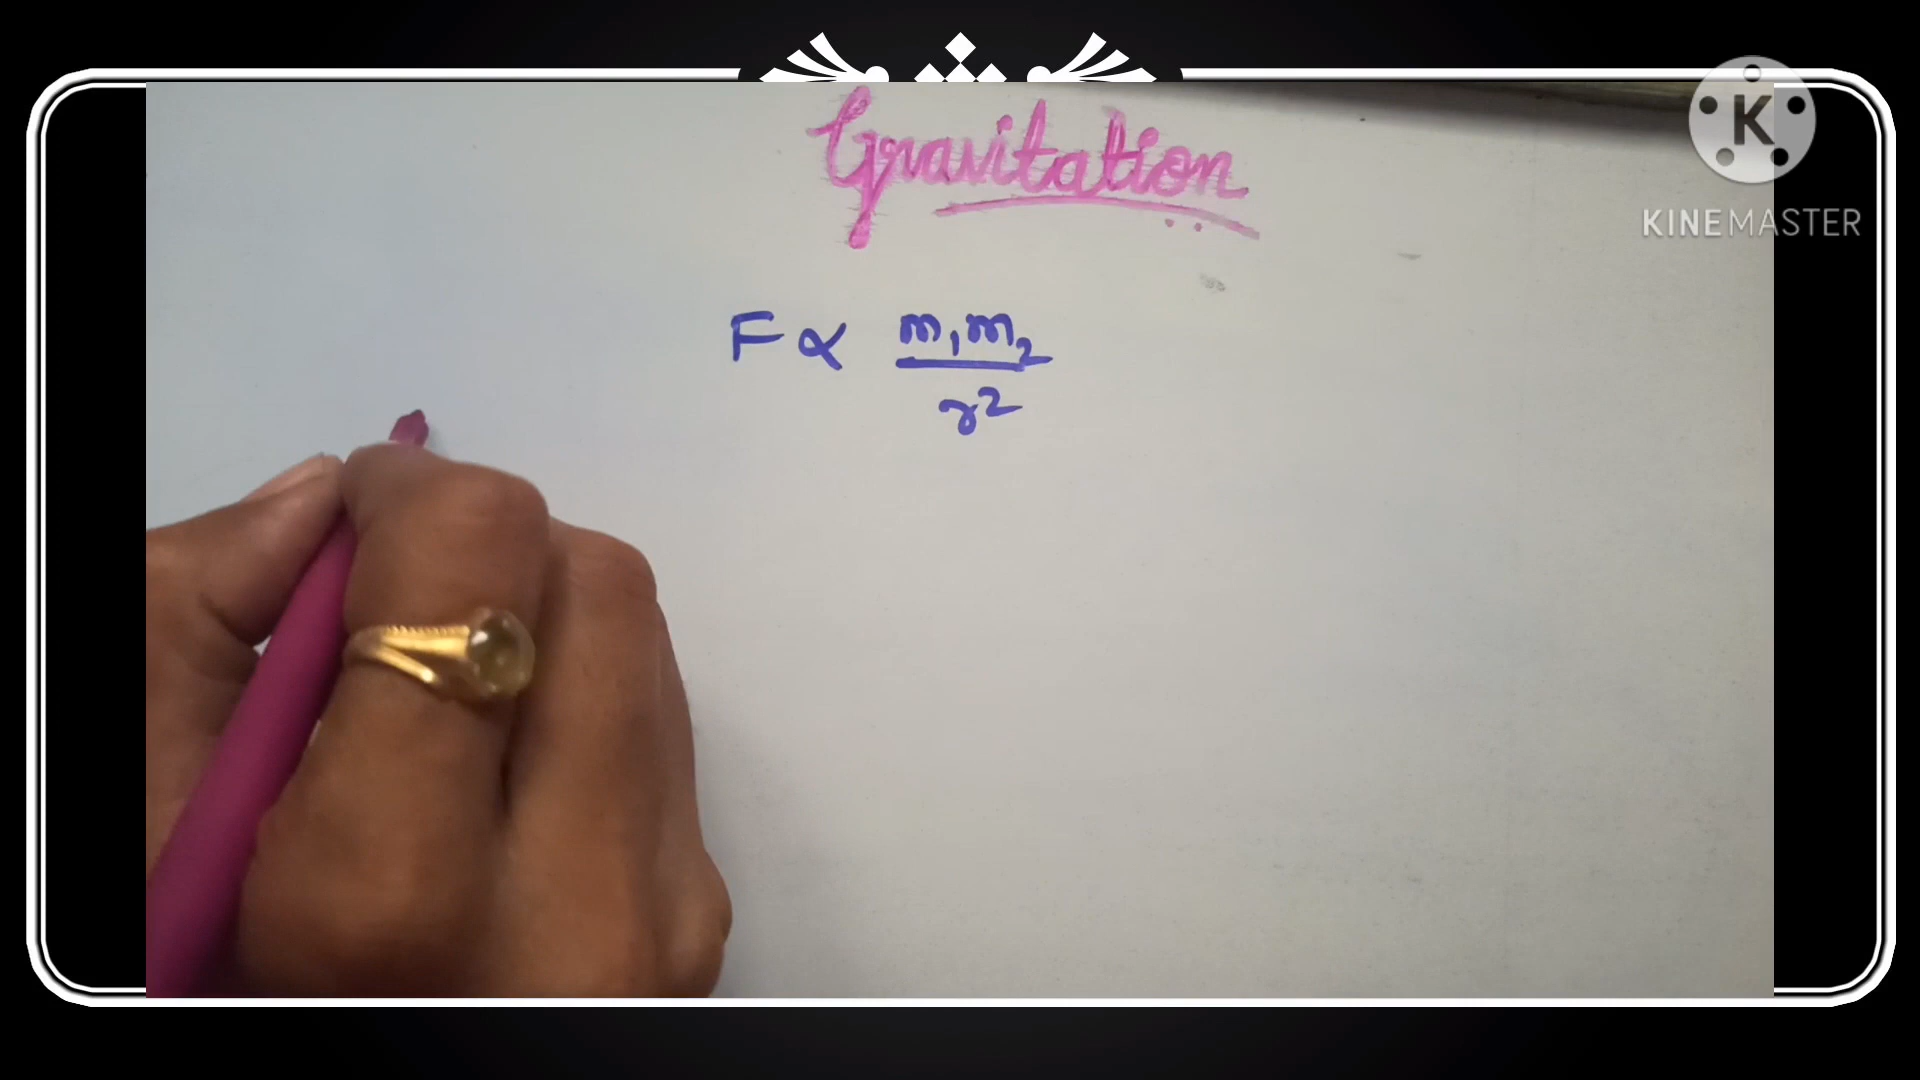 Gravitation
K
KINEMASTER
F ∝ m₁m₂
r²